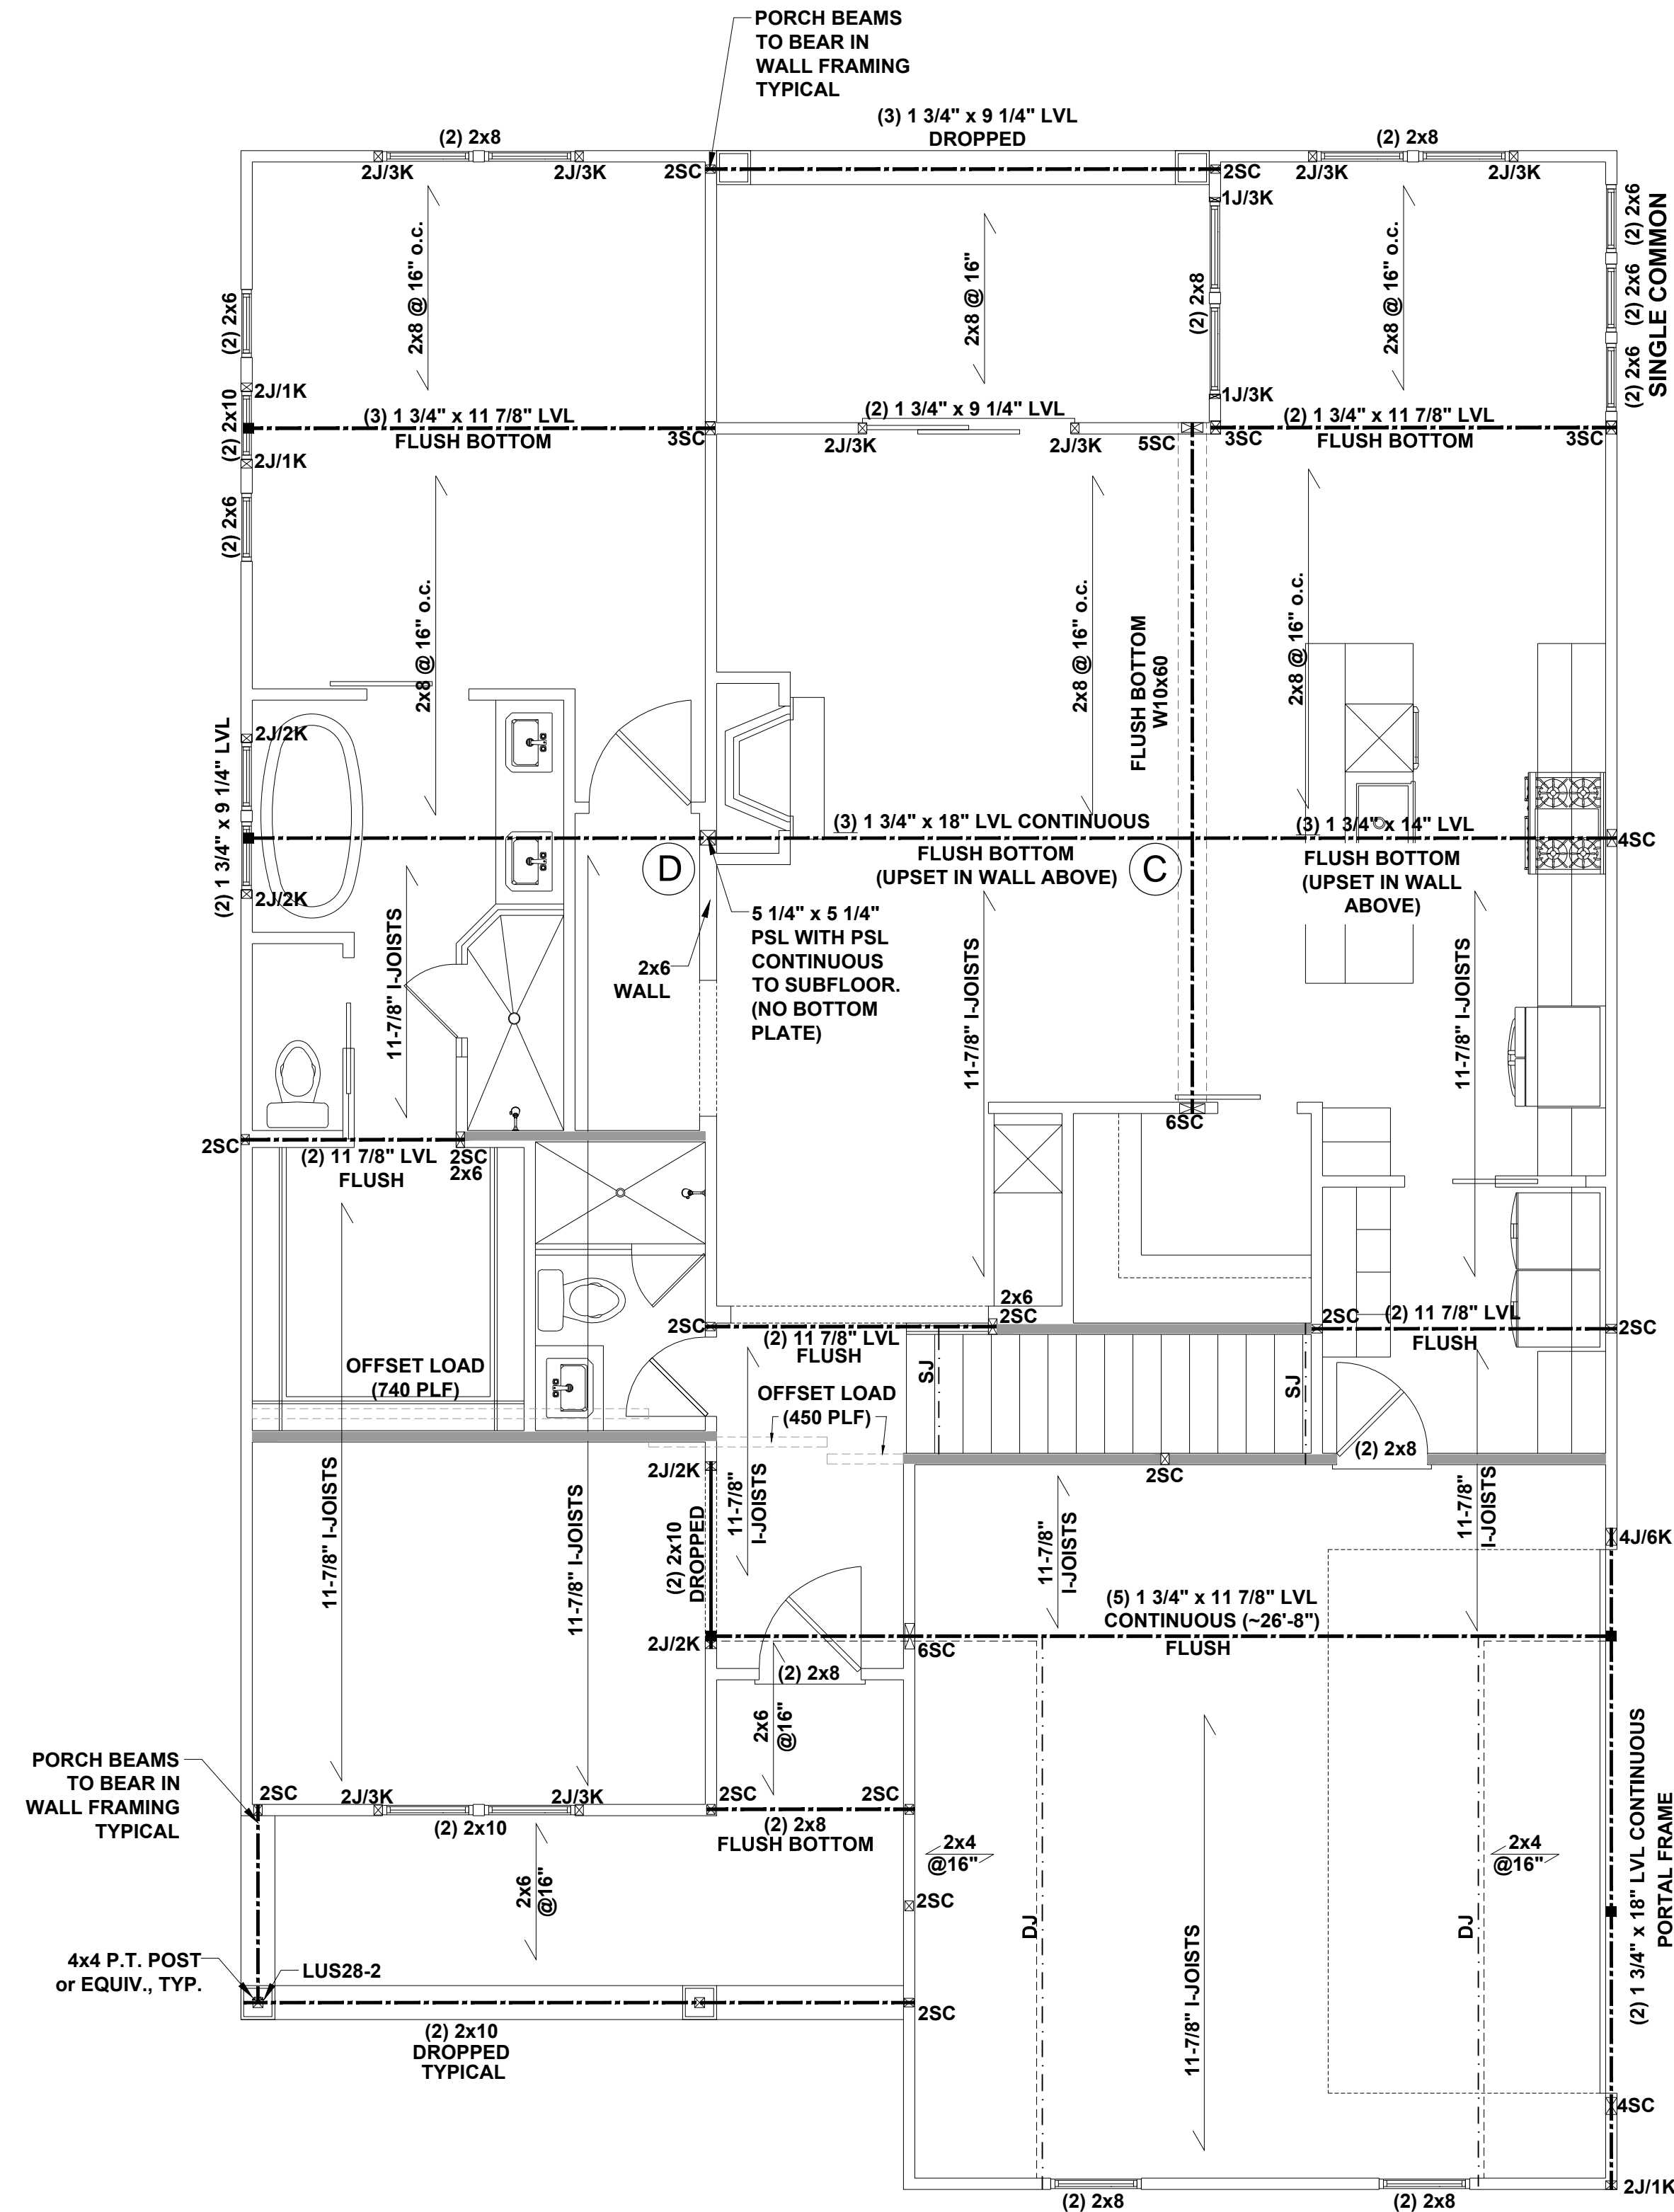 PORCH BEAMS
TO BEAR IN
WALL FRAMING
TYPICAL
(3) 1 3/4" x 9 1/4" LVL
DROPPED
(2) 2x8
(2) 2x8
2J/3K
2J/3K
2SC
2SC
2J/3K
2J/3K
1J/3K
(2) 2x6
(2) 2x6
(2) 2x6
SINGLE COMMON
2x8 @ 16" o.c.
2x8 @ 16"
(2) 2x8
2x8 @ 16" o.c.
(2) 2x6
2J/1K
(2) 2x10
2J/1K
(2) 2x6
1J/3K
(3) 1 3/4" x 11 7/8" LVL
FLUSH BOTTOM
3SC
(2) 1 3/4" x 9 1/4" LVL
2J/3K
2J/3K
5SC
3SC
(2) 1 3/4" x 11 7/8" LVL
FLUSH BOTTOM
3SC
2x8 @ 16" o.c.
2x8 @ 16" o.c.
FLUSH BOTTOM
W10x60
2x8 @ 16" o.c.
2J/2K
(2) 1 3/4" x 9 1/4" LVL
2J/2K
(3) 1 3/4" x 18" LVL CONTINUOUS
FLUSH BOTTOM
(UPSET IN WALL ABOVE)
D
C
(3) 1 3/4" x 14" LVL
FLUSH BOTTOM
(UPSET IN WALL
ABOVE)
4SC
5 1/4" x 5 1/4"
PSL WITH PSL
CONTINUOUS
TO SUBFLOOR.
(NO BOTTOM
PLATE)
2x6
WALL
11-7/8" I-JOISTS
11-7/8" I-JOISTS
11-7/8" I-JOISTS
6SC
2SC
(2) 11 7/8" LVL
FLUSH
2SC
2x6
2x6
2SC
2SC
(2) 11 7/8" LVL
FLUSH
2SC
(2) 11 7/8" LVL
FLUSH
2SC
OFFSET LOAD
(740 PLF)
OFFSET LOAD
(450 PLF)
SJ
SJ
(2) 2x8
2SC
2J/2K
(2) 2x10
DROPPED
2J/2K
11-7/8" I-JOISTS
11-7/8" I-JOISTS
11-7/8"
I-JOISTS
11-7/8"
I-JOISTS
11-7/8"
I-JOISTS
4J/6K
(5) 1 3/4" x 11 7/8" LVL
CONTINUOUS (~26'-8")
FLUSH
6SC
(2) 2x8
2x6
@16"
PORCH BEAMS
TO BEAR IN
WALL FRAMING
TYPICAL
2SC
2J/3K
2J/3K
(2) 2x10
2SC
2SC
(2) 2x8
FLUSH BOTTOM
2x4
@16"
2x4
@16"
2x6
@16"
2SC
DJ
DJ
11-7/8" I-JOISTS
(2) 1 3/4" x 18" LVL CONTINUOUS
PORTAL FRAME
4x4 P.T. POST
or EQUIV., TYP.
LUS28-2
2SC
(2) 2x10
DROPPED
TYPICAL
4SC
2J/1K
(2) 2x8
(2) 2x8